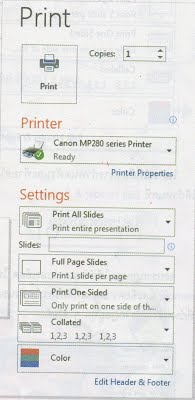 Print
Copies: 1
Print
Printer
Canon MP280 series Printer
Ready
Printer Properties
Settings
Print All Slides
Print entire presentation
Slides:
Full Page Slides
Print 1 slide per page
Print One Sided
Only print on one side of th...
Collated
1,2,3 1,2,3 1,2,3
Color
Edit Header & Footer